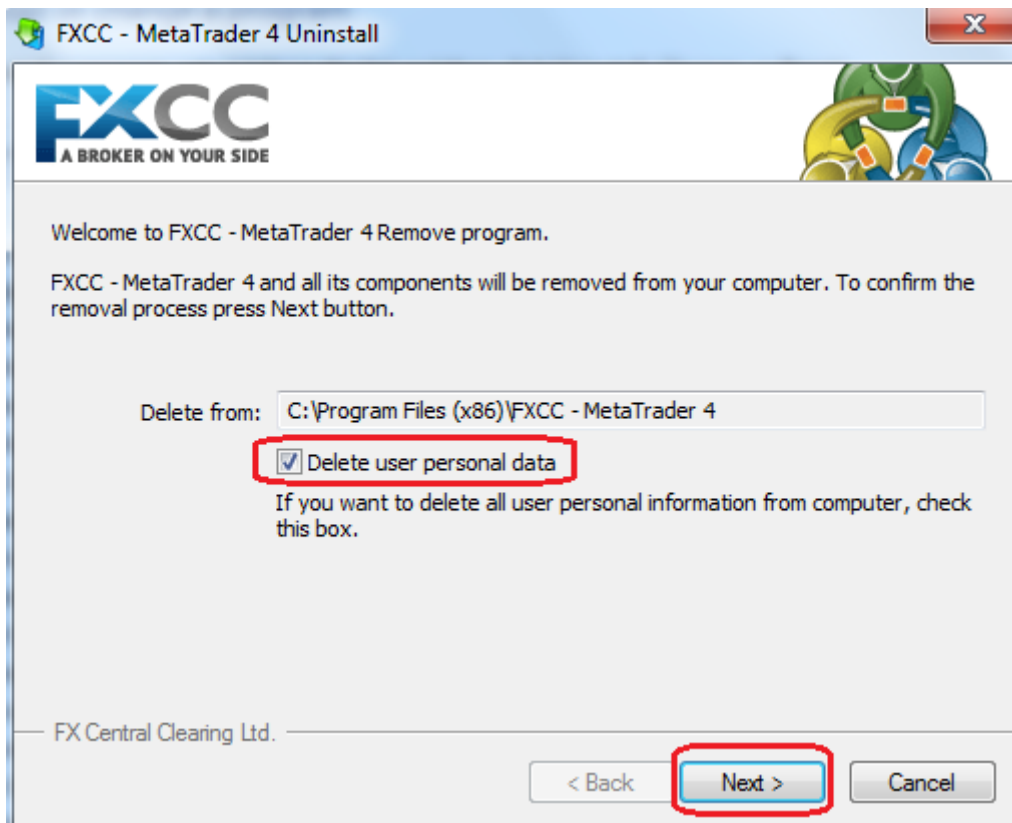 FXCC - MetaTrader 4 Uninstall
FXCC
A BROKER ON YOUR SIDE
Welcome to FXCC - MetaTrader 4 Remove program.
FXCC - MetaTrader 4 and all its components will be removed from your computer. To confirm the
removal process press Next button.
Delete from: C:\Program Files (x86)\FXCC - MetaTrader 4
Delete user personal data
If you want to delete all user personal information from computer, check
this box.
FX Central Clearing Ltd.
< Back Next > Cancel